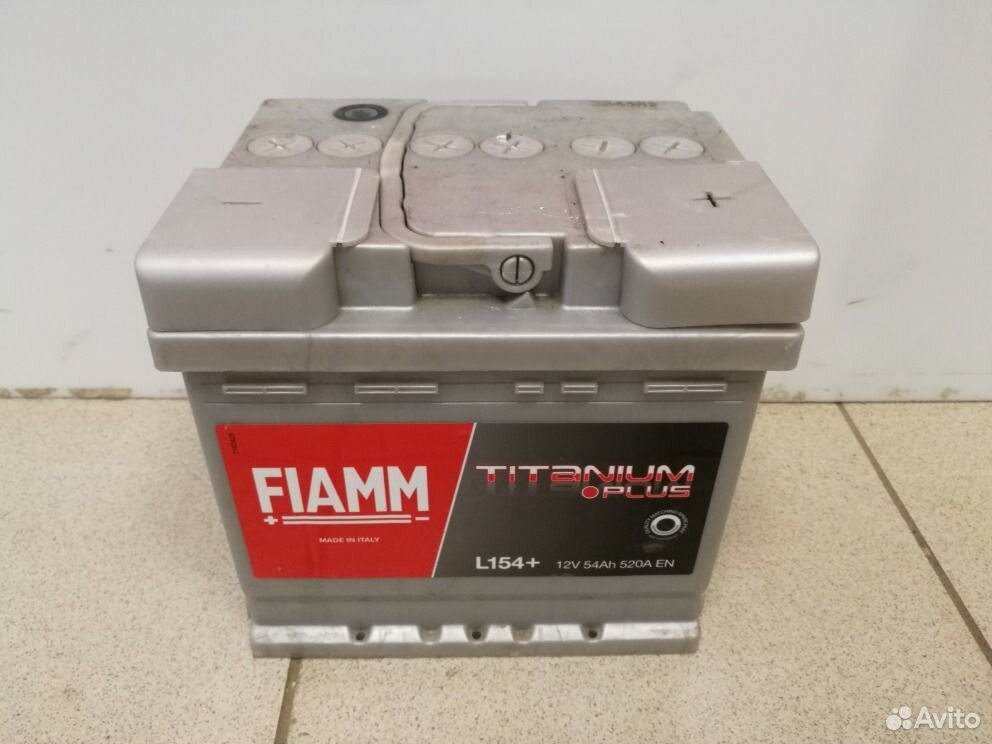 FIAMM
MADE IN ITALY
TITANIUM
PLUS
L154+ 12V 54Ah 520A EN
Avito